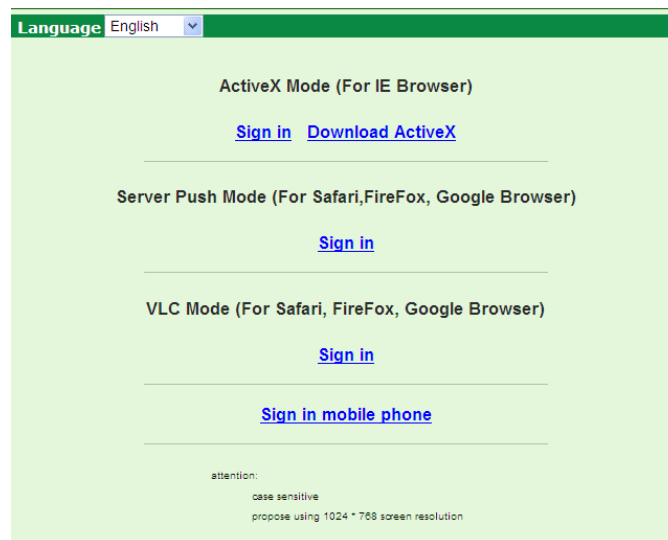 Language English
ActiveX Mode (For IE Browser)
Sign in Download ActiveX
Server Push Mode (For Safari,FireFox, Google Browser)
Sign in
VLC Mode (For Safari, FireFox, Google Browser)
Sign in
Sign in mobile phone
attention:
case sensitive
propose using 1024 * 768 screen resolution